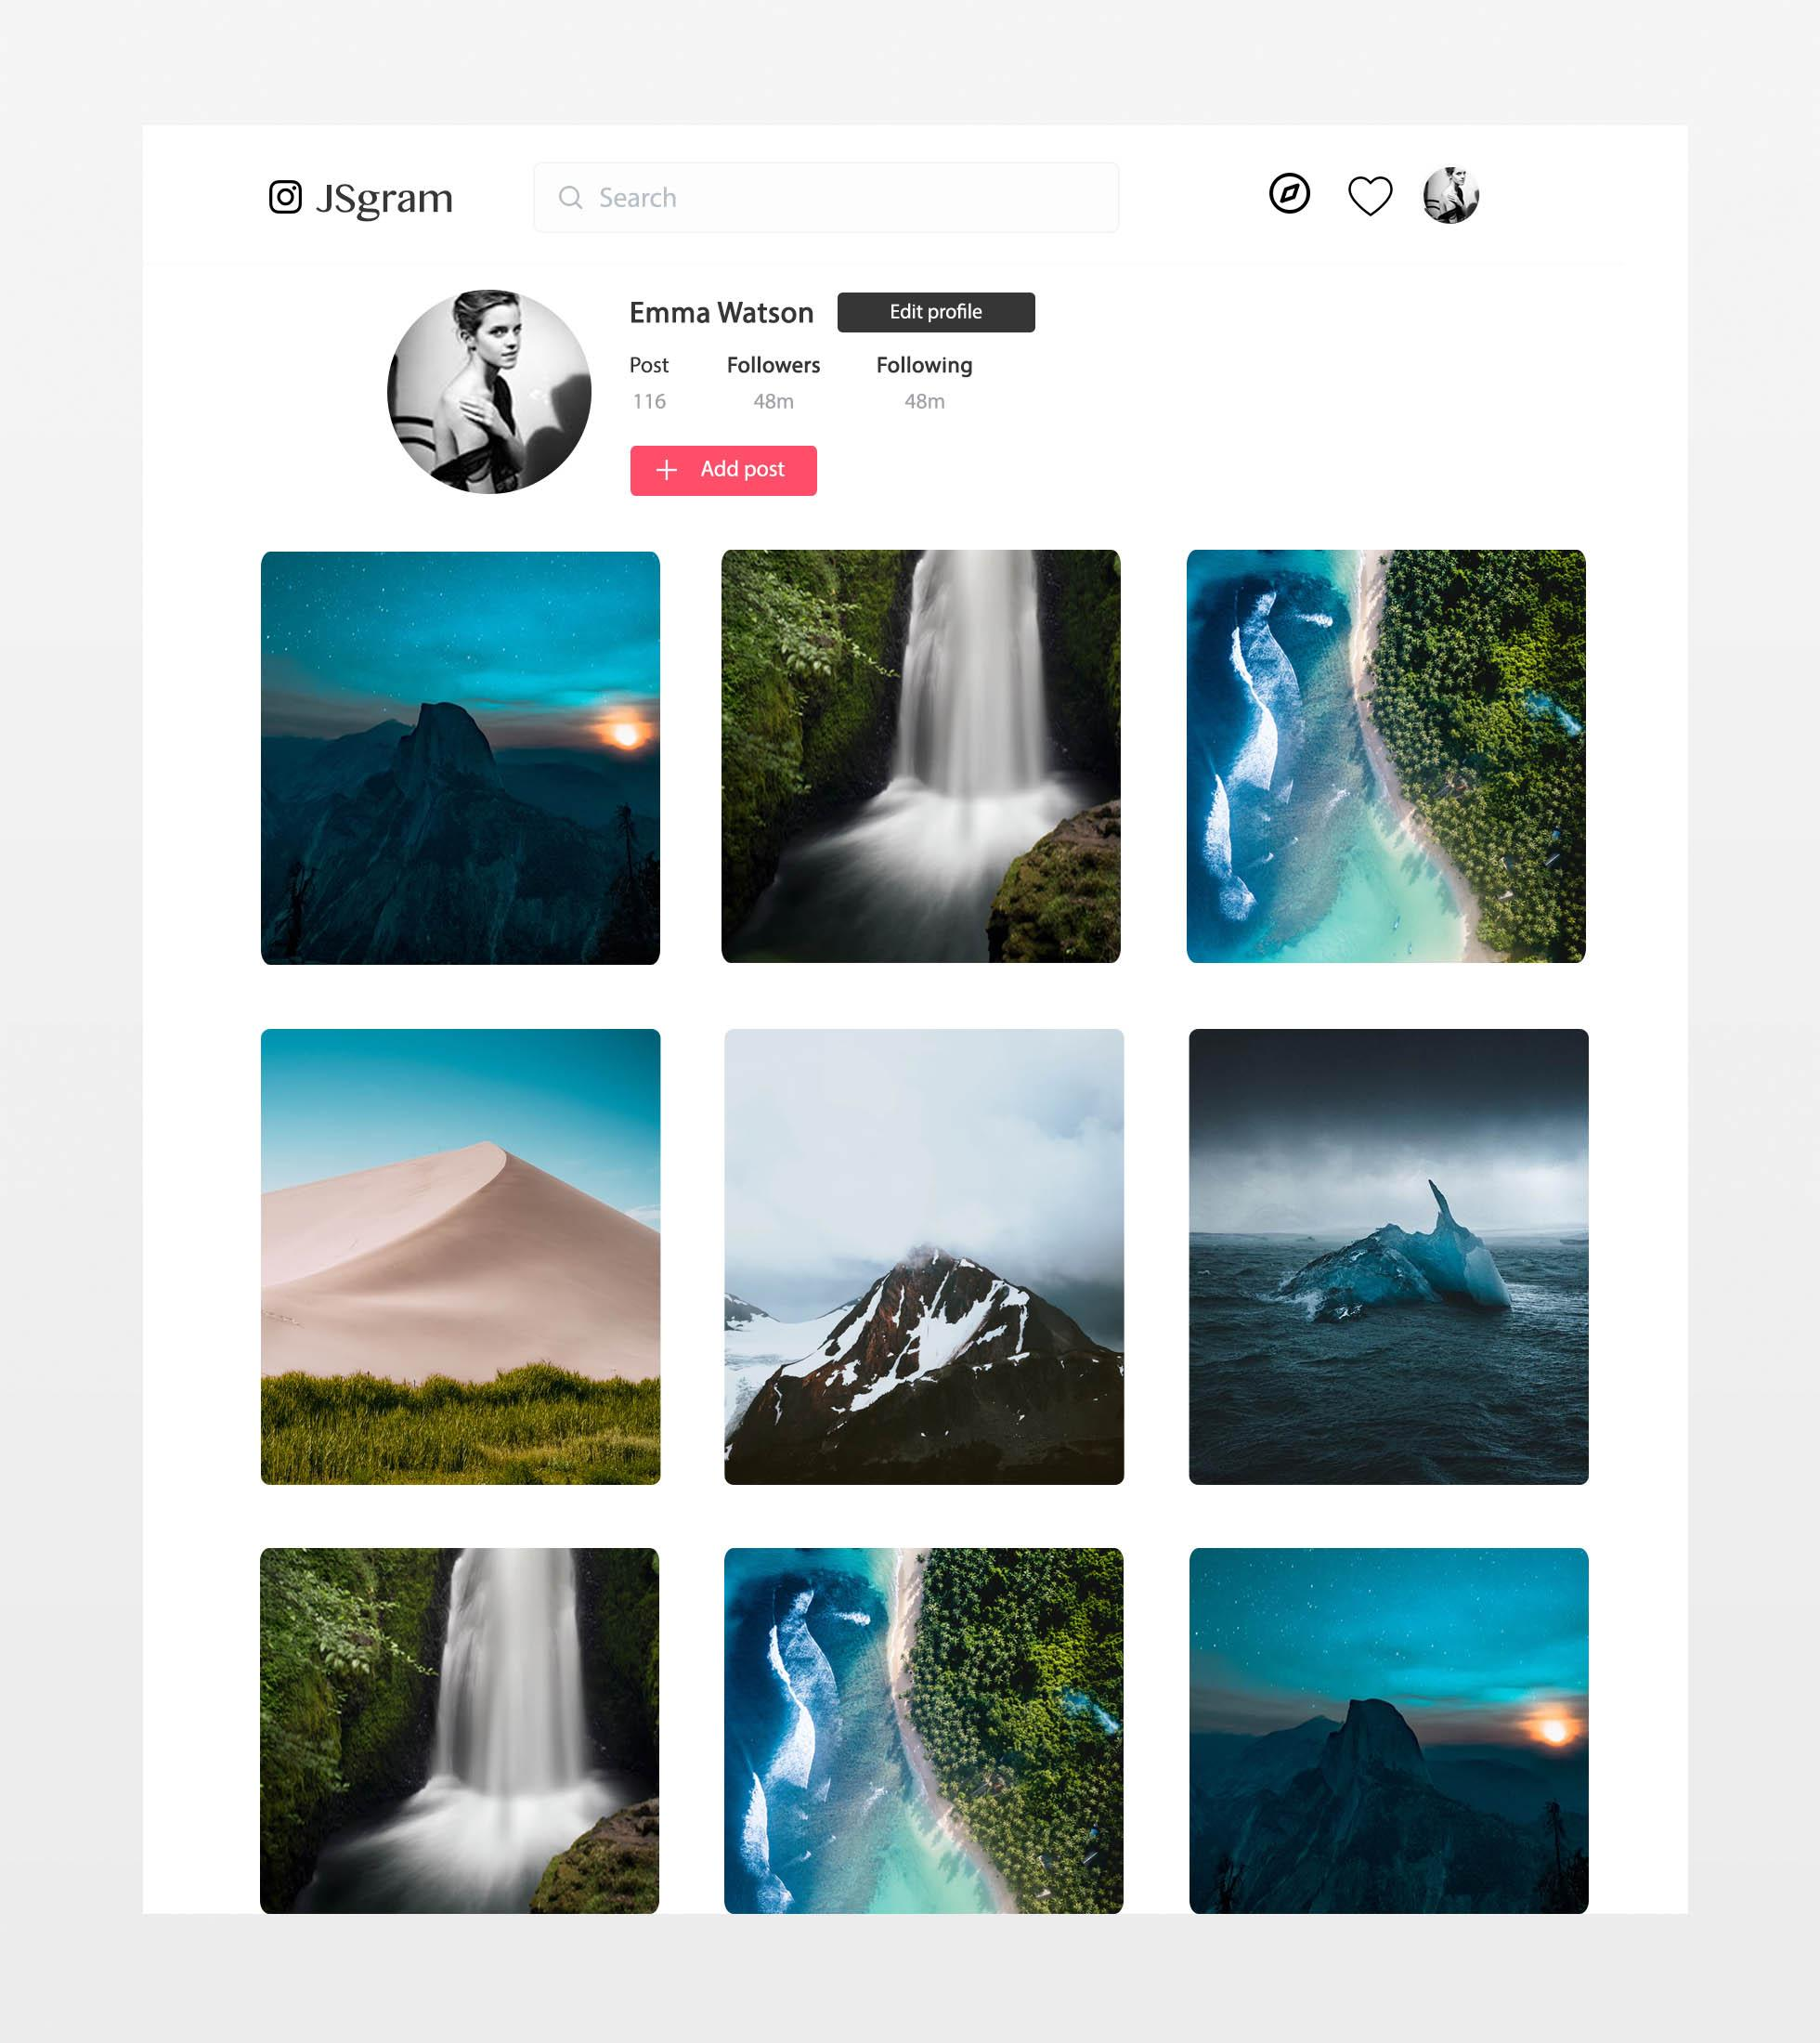 JSgram
Search
Emma Watson
Edit profile
Post Followers Following
116 48m 48m
+ Add post